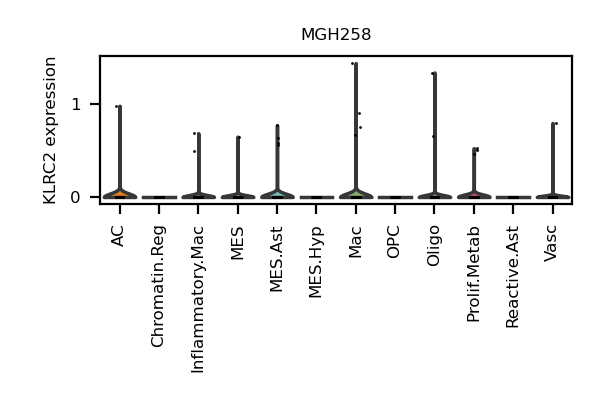 MGH258
KLRC2 expression
1
0
AC
Chromatin.Reg
Inflammatory.Mac
MES
MES.Ast
MES.Hyp
Mac
OPC
Oligo
Prolif.Metab
Reactive.Ast
Vasc